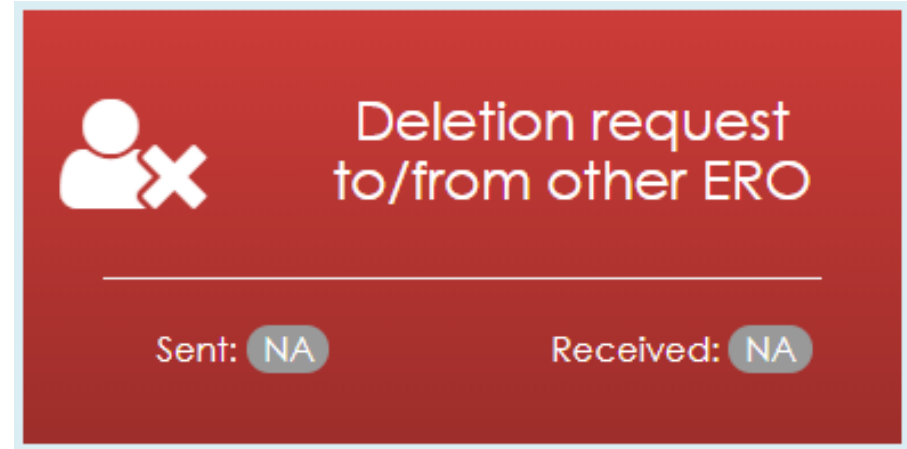 Deletion request
to/from other ERO
Sent: NA Received: NA